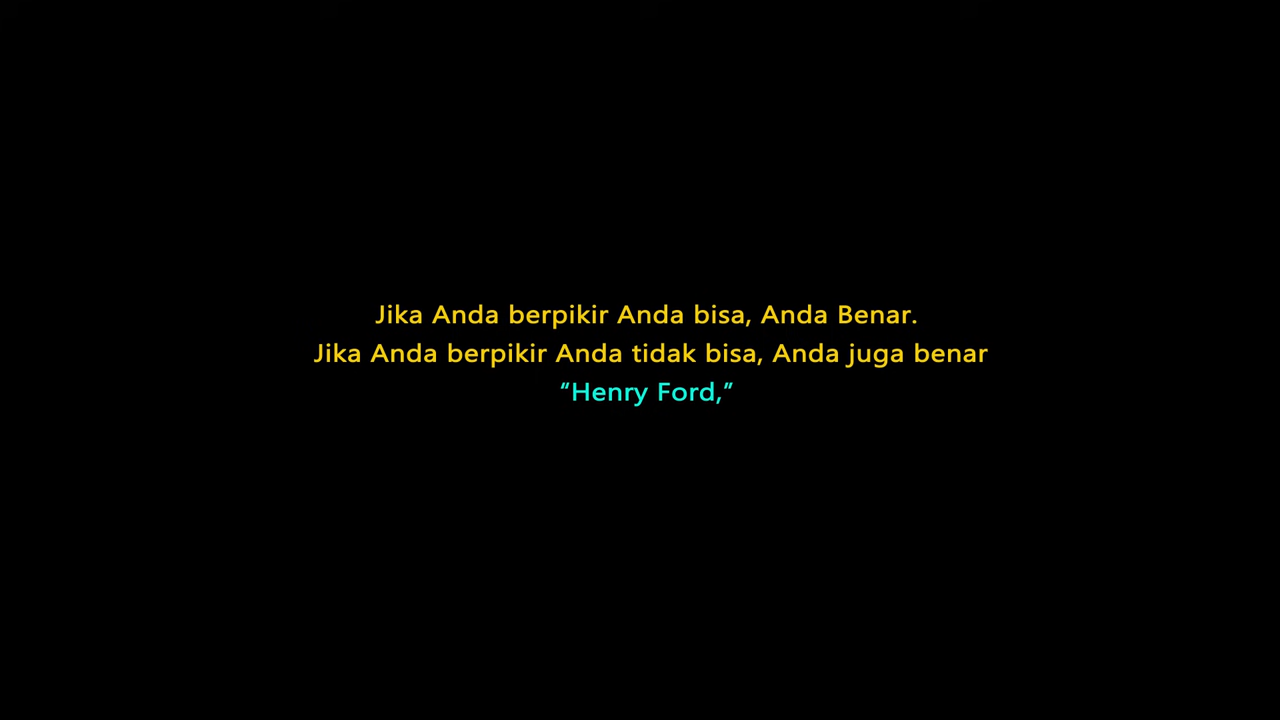 Jika Anda berpikir Anda bisa, Anda Benar.
Jika Anda berpikir Anda tidak bisa, Anda juga benar
“Henry Ford,”